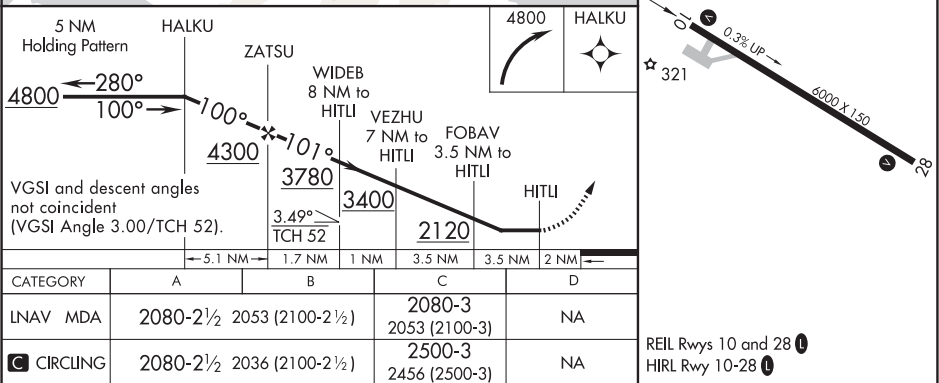 5 NM
Holding Pattern
HALKU
ZATSU
WIDEB
8 NM to
HITLI
VEZHU
7 NM to
HITLI
FOBAV
3.5 NM to
HITLI
HITLI
4800
HALKU
4800
280°
100°
100°
101°
4300
3780
3400
2120
3.49°
TCH 52
VGSI and descent angles
not coincident
(VGSI Angle 3.00/TCH 52).
5.1 NM
1.7 NM
1 NM
3.5 NM
3.5 NM
2 NM
CATEGORY A B C D
LNAV MDA 2080-2½ 2053 (2100-2½) 2080-3 2053 (2100-3) NA
C CIRCLING 2080-2½ 2036 (2100-2½) 2500-3 2456 (2500-3) NA
10
V
0.3% UP
321
6000 X 150
V
28
REIL Rwys 10 and 28 L
HIRL Rwy 10-28 L